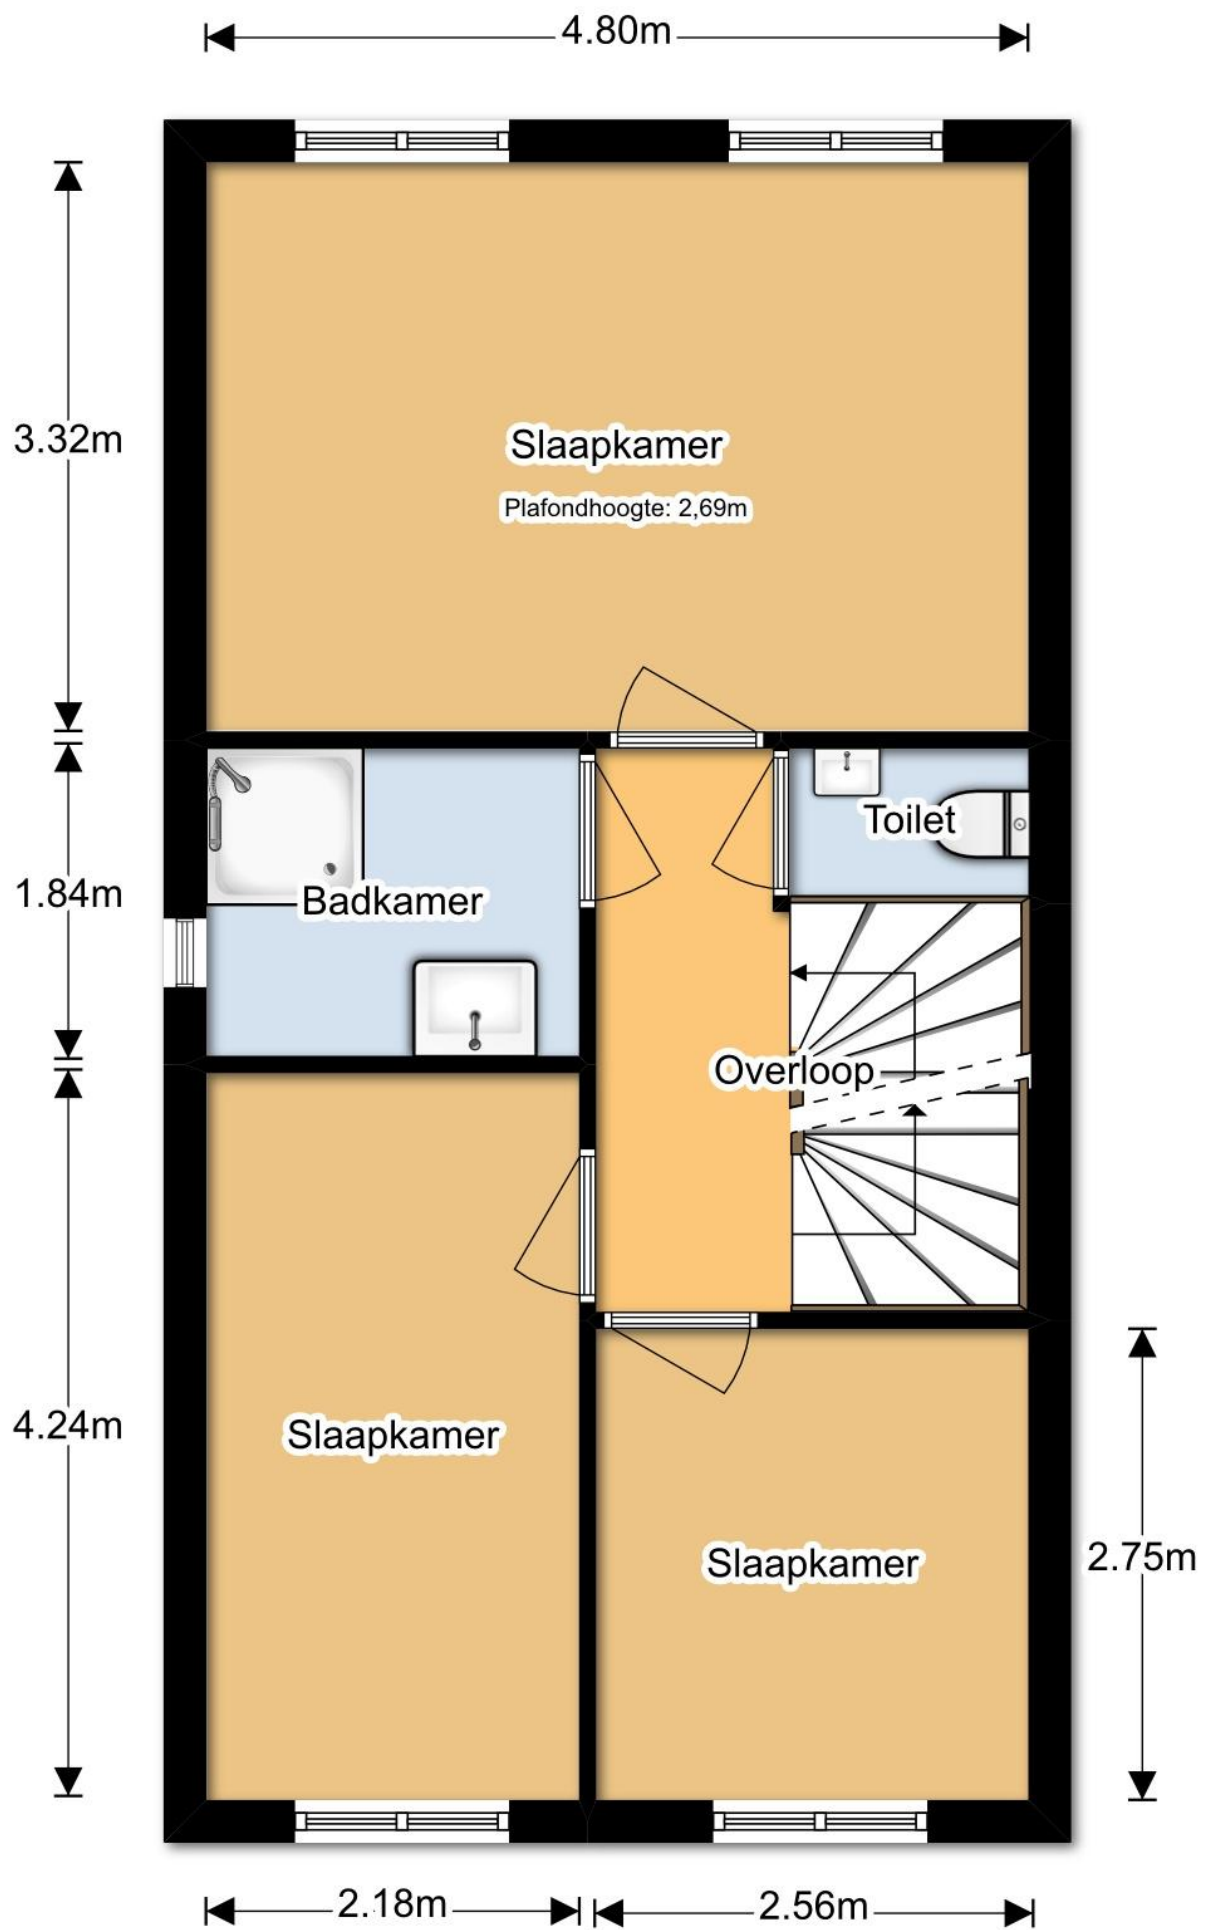 4.80m
3.32m
Slaapkamer
Plafondhoogte: 2,69m
Toilet
1.84m
Badkamer
Overloop
4.24m
Slaapkamer
2.75m
Slaapkamer
2.18m
2.56m